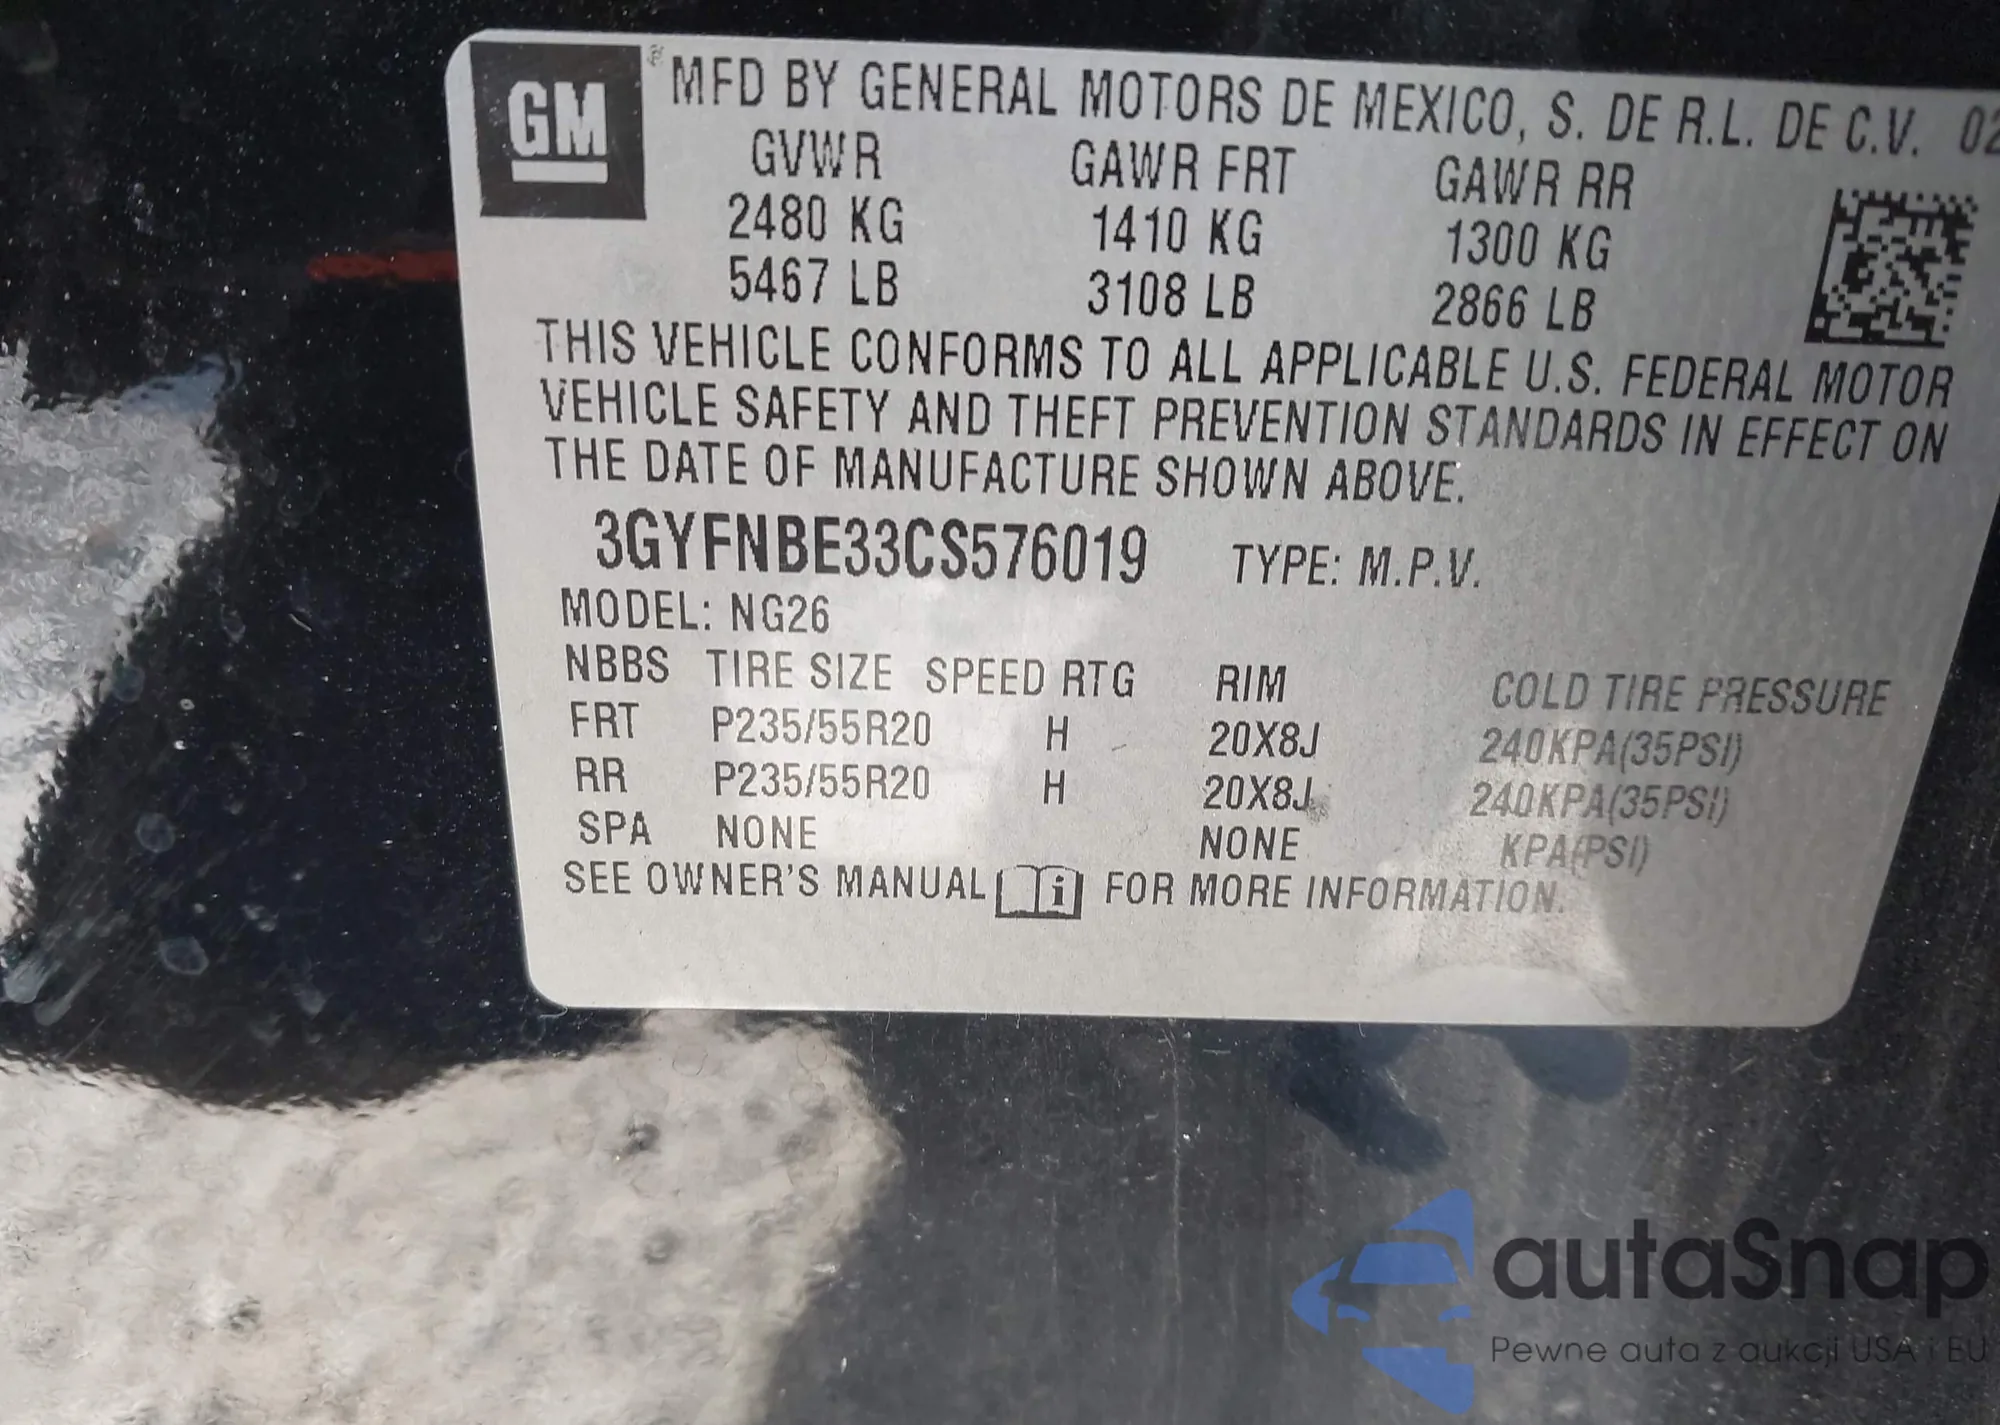 GM
MFD BY GENERAL MOTORS DE MEXICO, S. DE R.L. DE C.V. 02
GVWR GAWR FRT GAWR RR
2480 KG 1410 KG 1300 KG
5467 LB 3108 LB 2866 LB
THIS VEHICLE CONFORMS TO ALL APPLICABLE U.S. FEDERAL MOTOR
VEHICLE SAFETY AND THEFT PREVENTION STANDARDS IN EFFECT ON
THE DATE OF MANUFACTURE SHOWN ABOVE.
3GYFNBE33CS576019 TYPE: M.P.V.
MODEL: NG26
NBBS TIRE SIZE SPEED RTG RIM COLD TIRE PRESSURE
FRT P235/55R20 H 20X8J 240KPA(35PSI)
RR P235/55R20 H 20X8J 240KPA(35PSI)
SPA NONE NONE KPA(PSI)
SEE OWNER'S MANUAL i FOR MORE INFORMATION.
autaSnap
Pewne auta z aukcji USA i EU